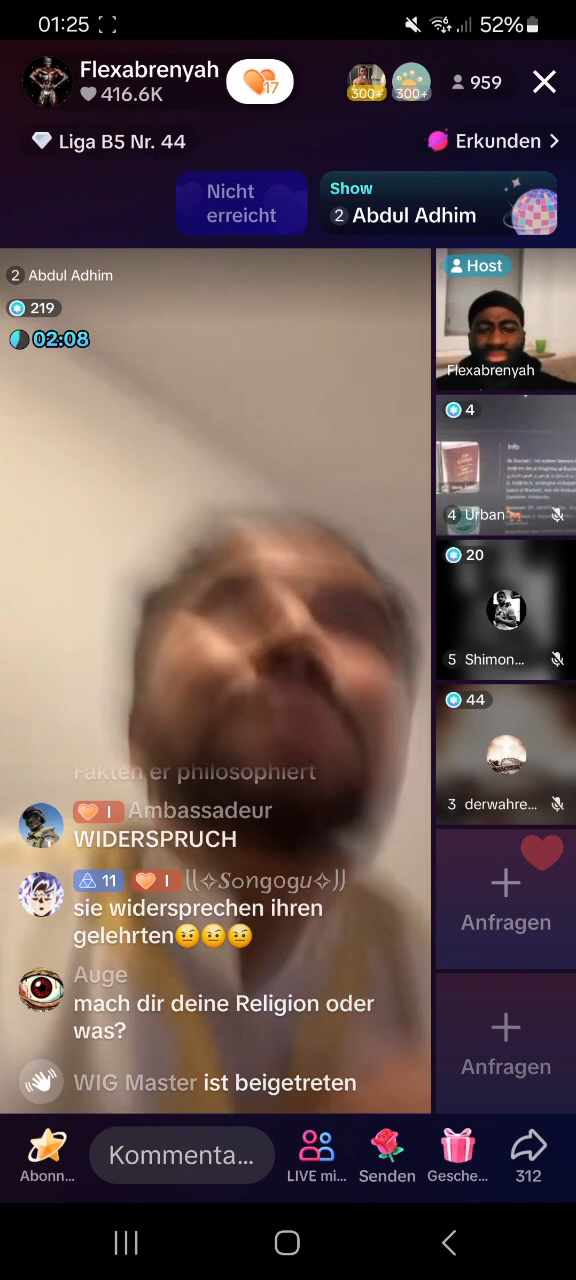 01:25
52%
Flexabrenyah
416.6K
17
300+
300+
959
Liga B5 Nr. 44
Erkunden
Nicht
erreicht
Show
2 Abdul Adhim
2 Abdul Adhim
219
02:08
Host
Flexabrenyah
4
Info
4 Urban
20
5 Shimon...
44
3 derwahre...
Fakten er philosophiert
I Ambassadeur
WIDERSPRUCH
11 I ⟨⟨✧Songogu✧⟩⟩
sie widersprechen ihren
gelehrten🤨🤨🤨
Auge
mach dir deine Religion oder
was?
WIG Master ist beigetreten
Anfragen
Anfragen
Abonn...
Kommenta...
LIVE mi...
Senden
Gesche...
312